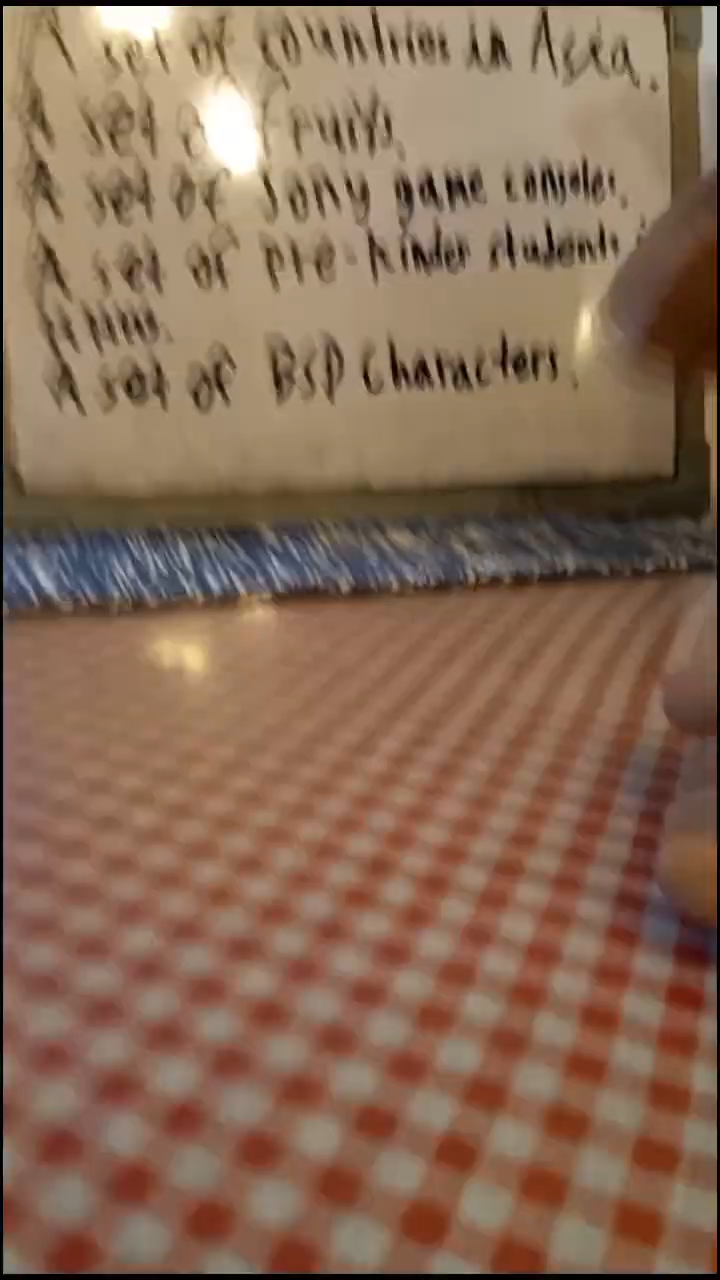 A set of countries in Asia.
A set of fruits.
A set of Sony game consoles.
A set of pre-kinder students
A set of BSD Characters.